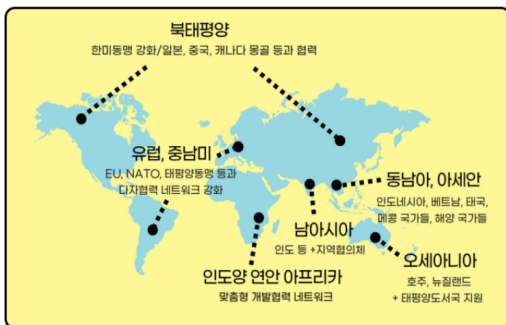 북태평양
한미동맹 강화/일본, 중국, 캐나다 몽골 등과 협력
유럽, 중남미
EU, NATO, 태평양동맹 등과
다자협력 네트워크 강화
동남아, 아세안
인도네시아, 베트남, 태국,
메콩 국가들, 해양 국가들
남아시아
인도 등 +지역협의체
인도양 연안 아프리카
맞춤형 개발협력 네트워크
오세아니아
호주, 뉴질랜드
+ 태평양도서국 지원